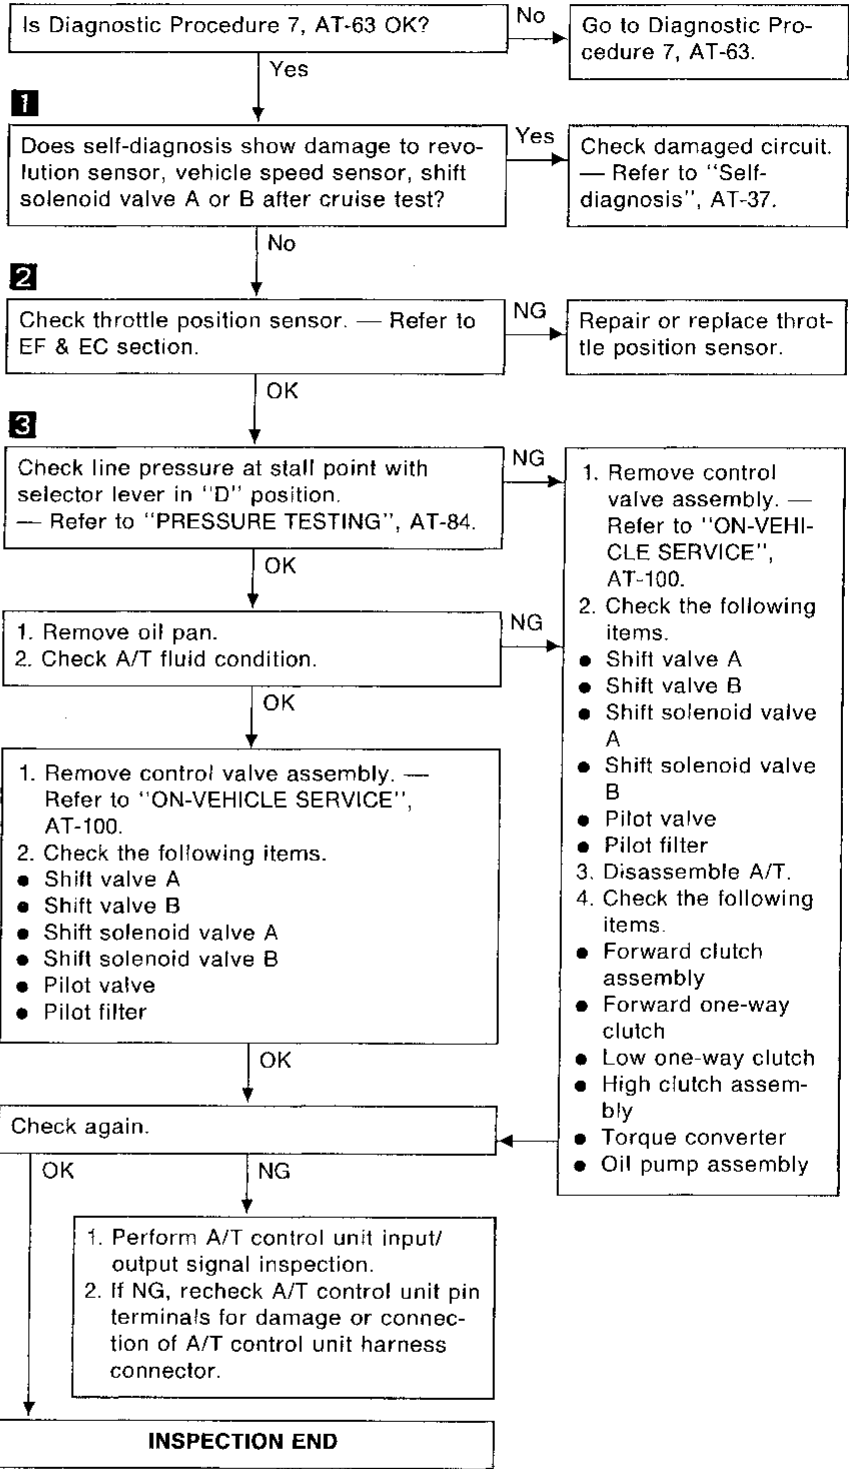 Is Diagnostic Procedure 7, AT-63 OK?
No
Go to Diagnostic Pro-
cedure 7, AT-63.
Yes
1
Does self-diagnosis show damage to revo-
lution sensor, vehicle speed sensor, shift
solenoid valve A or B after cruise test?
Yes
Check damaged circuit.
— Refer to "Self-
diagnosis", AT-37.
No
2
Check throttle position sensor. — Refer to
EF & EC section.
NG
Repair or replace throt-
tle position sensor.
OK
3
Check line pressure at stall point with
selector lever in "D" position.
— Refer to "PRESSURE TESTING", AT-84.
NG
OK
1. Remove oil pan.
2. Check A/T fluid condition.
NG
OK
1. Remove control valve assembly. —
Refer to "ON-VEHICLE SERVICE",
AT-100.
2. Check the following items.
● Shift valve A
● Shift valve B
● Shift solenoid valve A
● Shift solenoid valve B
● Pilot valve
● Pilot filter
OK
1. Remove control
valve assembly. —
Refer to "ON-VEHI-
CLE SERVICE",
AT-100.
2. Check the following
items.
● Shift valve A
● Shift valve B
● Shift solenoid valve
A
● Shift solenoid valve
B
● Pilot valve
● Pilot filter
3. Disassemble A/T.
4. Check the following
items.
● Forward clutch
assembly
● Forward one-way
clutch
● Low one-way clutch
● High clutch assem-
bly
● Torque converter
● Oil pump assembly
Check again.
OK
NG
1. Perform A/T control unit input/
output signal inspection.
2. If NG, recheck A/T control unit pin
terminals for damage or connec-
tion of A/T control unit harness
connector.
INSPECTION END